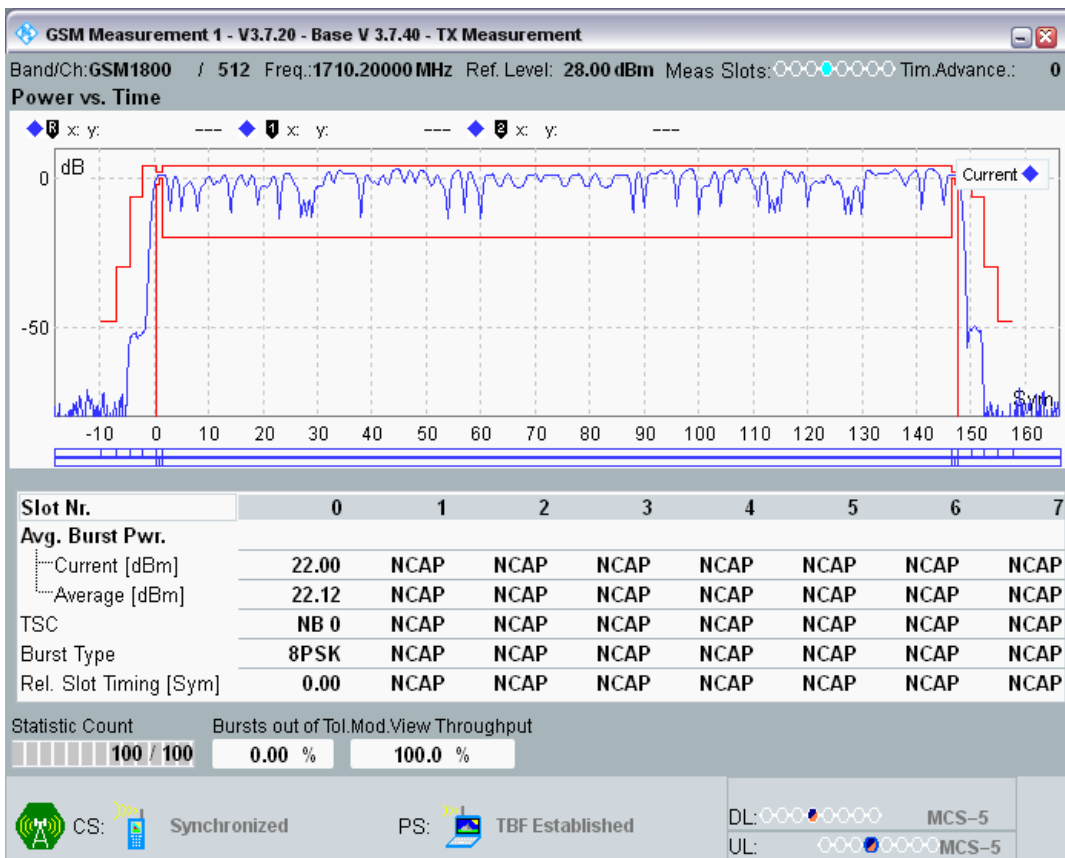 GSM Measurement 1 - V3.7.20 - Base V 3.7.40 - TX Measurement
Band/Ch:GSM1800 / 512 Freq.:1710.20000 MHz Ref. Level: 28.00 dBm Meas Slots: Tim.Advance.: 0
Power vs. Time
R x: y: --- 1 x: y: --- 2 x: y: ---
dB
Current
0
-50
Sym
-10 0 10 20 30 40 50 60 70 80 90 100 110 120 130 140 150 160
Slot Nr. 0 1 2 3 4 5 6 7
Avg. Burst Pwr.
Current [dBm] 22.00 NCAP NCAP NCAP NCAP NCAP NCAP NCAP
Average [dBm] 22.12 NCAP NCAP NCAP NCAP NCAP NCAP NCAP
TSC NB 0 NCAP NCAP NCAP NCAP NCAP NCAP NCAP
Burst Type 8PSK NCAP NCAP NCAP NCAP NCAP NCAP NCAP
Rel. Slot Timing [Sym] 0.00 NCAP NCAP NCAP NCAP NCAP NCAP NCAP
Statistic Count Bursts out of Tol. Mod.View Throughput
100 / 100 0.00 % 100.0 %
CS: Synchronized PS: TBF Established DL: MCS-5
UL: MCS-5